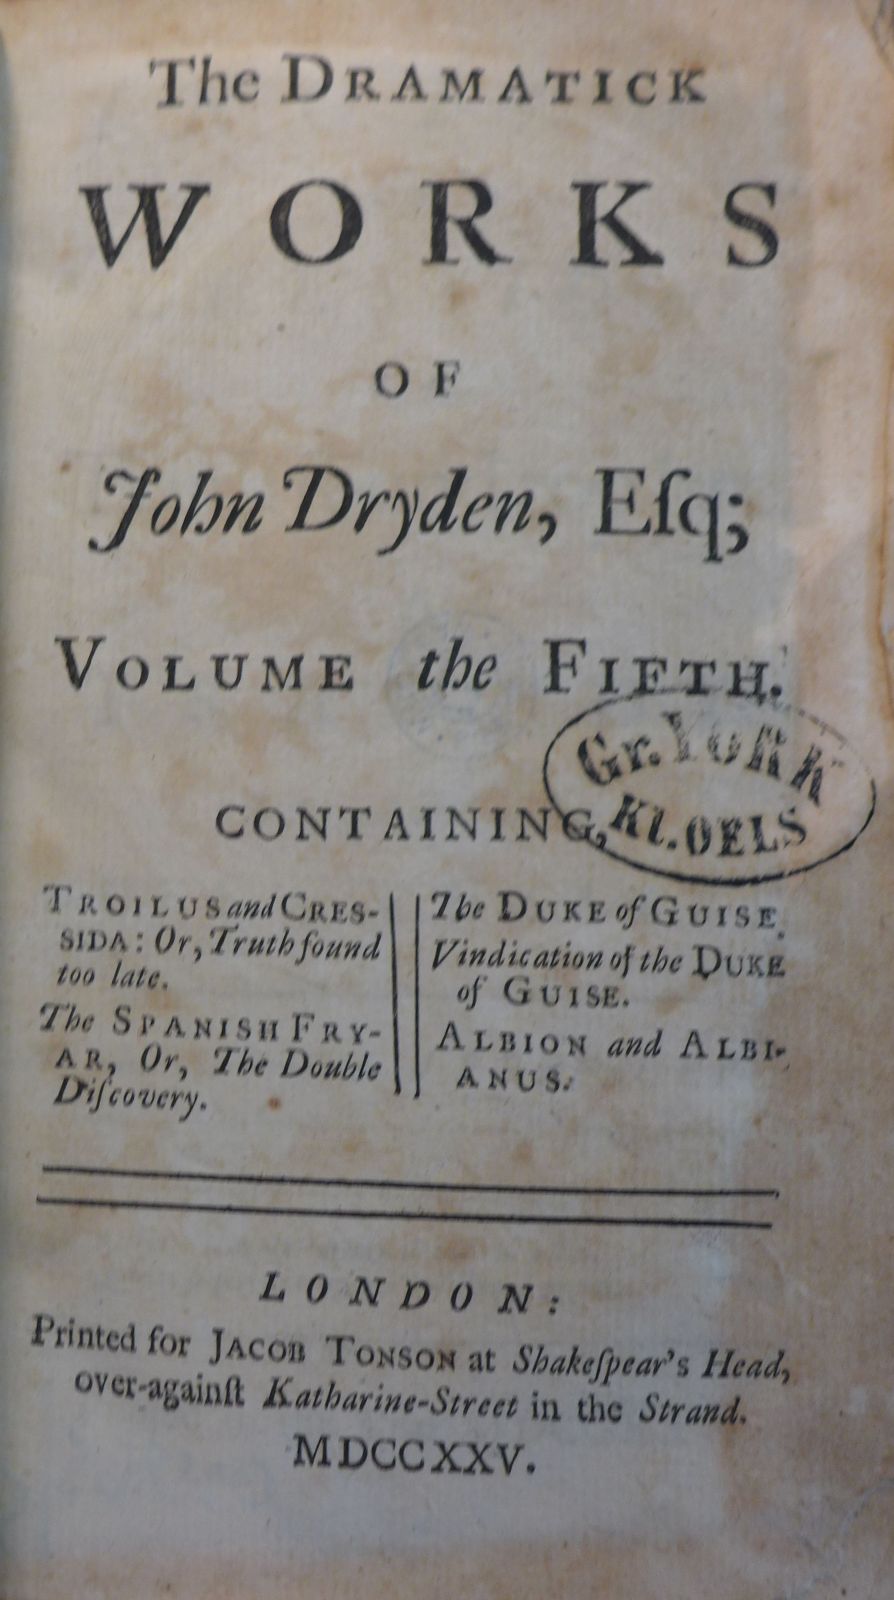 The DRAMATICK
WORKS
OF
John Dryden, Eſq;
VOLUME the FIFTH.
CONTAINING,
Gr. YORK
Kl. OELS
TROILUS and CRES-
SIDA: Or, Truth found
too late.
The SPANISH FRY-
AR, Or, The Double
Diſcovery.
The DUKE of GUISE.
Vindication of the DUKE
of GUISE.
ALBION and ALBI-
ANUS.
LONDON:
Printed for JACOB TONSON at Shakeſpear's Head,
over-againſt Katharine-Street in the Strand.
MDCCXXV.